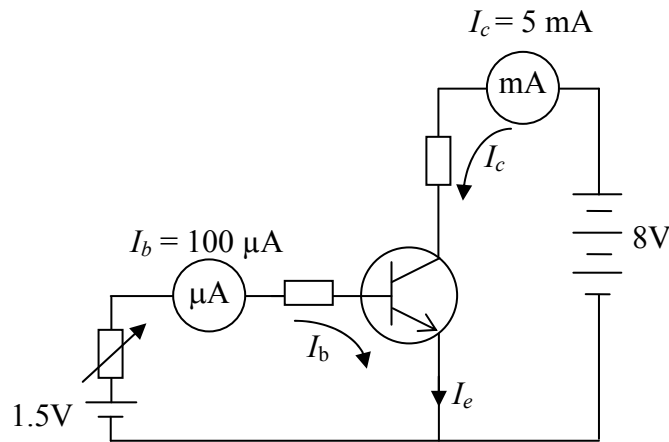 I_c = 5 mA
mA
I_c
8V
I_b = 100 µA
µA
I_b
I_e
1.5V